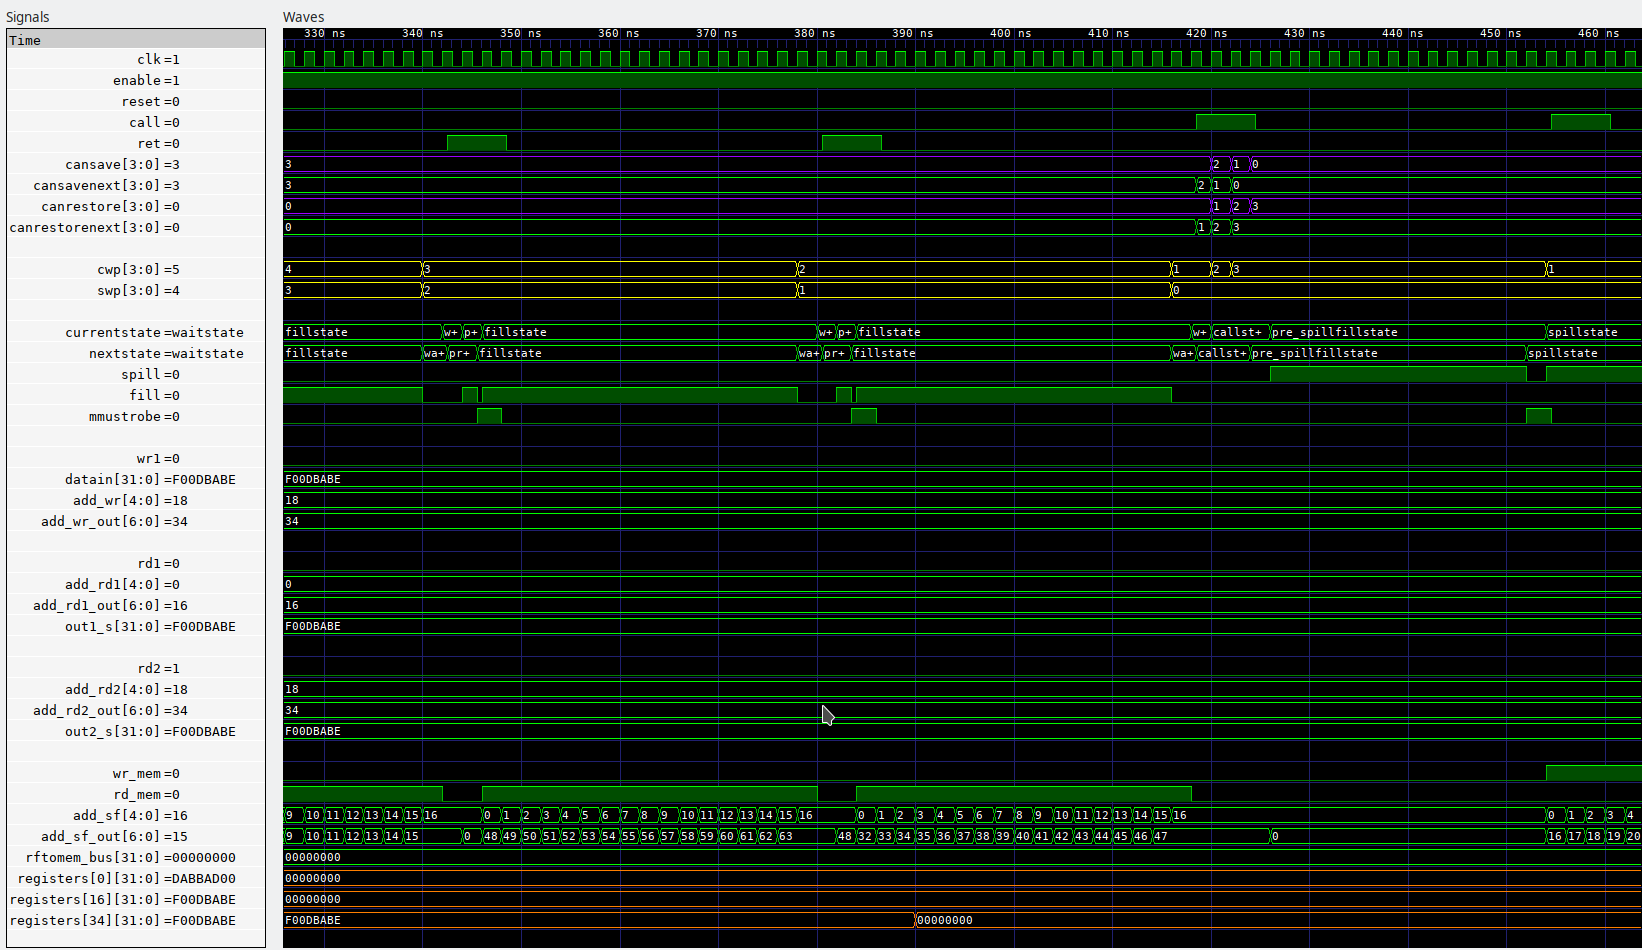 Signals Waves
Time 330 ns 340 ns 350 ns 360 ns 370 ns 380 ns 390 ns 400 ns 410 ns 420 ns 430 ns 440 ns 450 ns 460 ns
clk =1
enable =1
reset =0
call =0
ret =0
cansave[3:0] =3 3 2 1 0
cansavenext[3:0] =3 3 2 1 0
canrestore[3:0] =0 0 1 2 3
canrestorenext[3:0] =0 0 1 2 3
cwp[3:0] =5 4 3 2 1 2 3 1
swp[3:0] =4 3 2 1 0
currentstate =waitstate fillstate w+ p+ fillstate w+ p+ fillstate w+ callst+ pre_spillfillstate spillstate
nextstate =waitstate fillstate wa+ pr+ fillstate wa+ pr+ fillstate wa+ callst+ pre_spillfillstate spillstate
spill =0
fill =0
mmustrobe =0
wr1 =0
datain[31:0] =F00DBABE F00DBABE
add_wr[4:0] =18 18
add_wr_out[6:0] =34 34
rd1 =0
add_rd1[4:0] =0 0
add_rd1_out[6:0] =16 16
out1_s[31:0] =F00DBABE F00DBABE
rd2 =1
add_rd2[4:0] =18 18
add_rd2_out[6:0] =34 34
out2_s[31:0] =F00DBABE F00DBABE
wr_mem =0
rd_mem =0
add_sf[4:0] =16 9 10 11 12 13 14 15 16 0 1 2 3 4 5 6 7 8 9 10 11 12 13 14 15 16 0 1 2 3 4 5 6 7 8 9 10 11 12 13 14 15 16 0 1 2 3 4
add_sf_out[6:0] =15 9 10 11 12 13 14 15 0 48 49 50 51 52 53 54 55 56 57 58 59 60 61 62 63 48 32 33 34 35 36 37 38 39 40 41 42 43 44 45 46 47 0 16 17 18 19 20
rftomem_bus[31:0] =00000000 00000000
registers[0][31:0] =DABBAD00 00000000
registers[16][31:0] =F00DBABE 00000000
registers[34][31:0] =F00DBABE F00DBABE 00000000